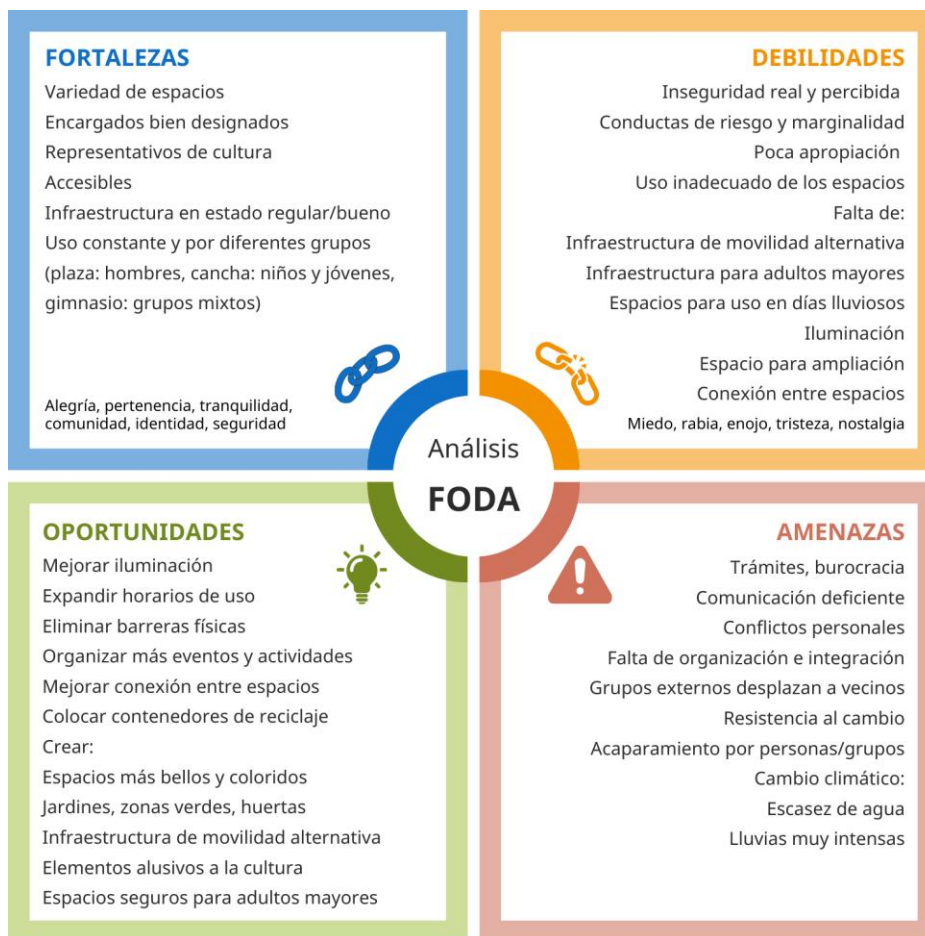 FORTALEZAS
Variedad de espacios
Encargados bien designados
Representativos de cultura
Accesibles
Infraestructura en estado regular/bueno
Uso constante y por diferentes grupos
(plaza: hombres, cancha: niños y jóvenes,
gimnasio: grupos mixtos)
Alegría, pertenencia, tranquilidad,
comunidad, identidad, seguridad
DEBILIDADES
Inseguridad real y percibida
Conductas de riesgo y marginalidad
Poca apropiación
Uso inadecuado de los espacios
Falta de:
Infraestructura de movilidad alternativa
Infraestructura para adultos mayores
Espacios para uso en días lluviosos
Iluminación
Espacio para ampliación
Conexión entre espacios
Miedo, rabia, enojo, tristeza, nostalgia
Análisis
FODA
OPORTUNIDADES
Mejorar iluminación
Expandir horarios de uso
Eliminar barreras físicas
Organizar más eventos y actividades
Mejorar conexión entre espacios
Colocar contenedores de reciclaje
Crear:
Espacios más bellos y coloridos
Jardines, zonas verdes, huertas
Infraestructura de movilidad alternativa
Elementos alusivos a la cultura
Espacios seguros para adultos mayores
AMENAZAS
Trámites, burocracia
Comunicación deficiente
Conflictos personales
Falta de organización e integración
Grupos externos desplazan a vecinos
Resistencia al cambio
Acaparamiento por personas/grupos
Cambio climático:
Escasez de agua
Lluvias muy intensas